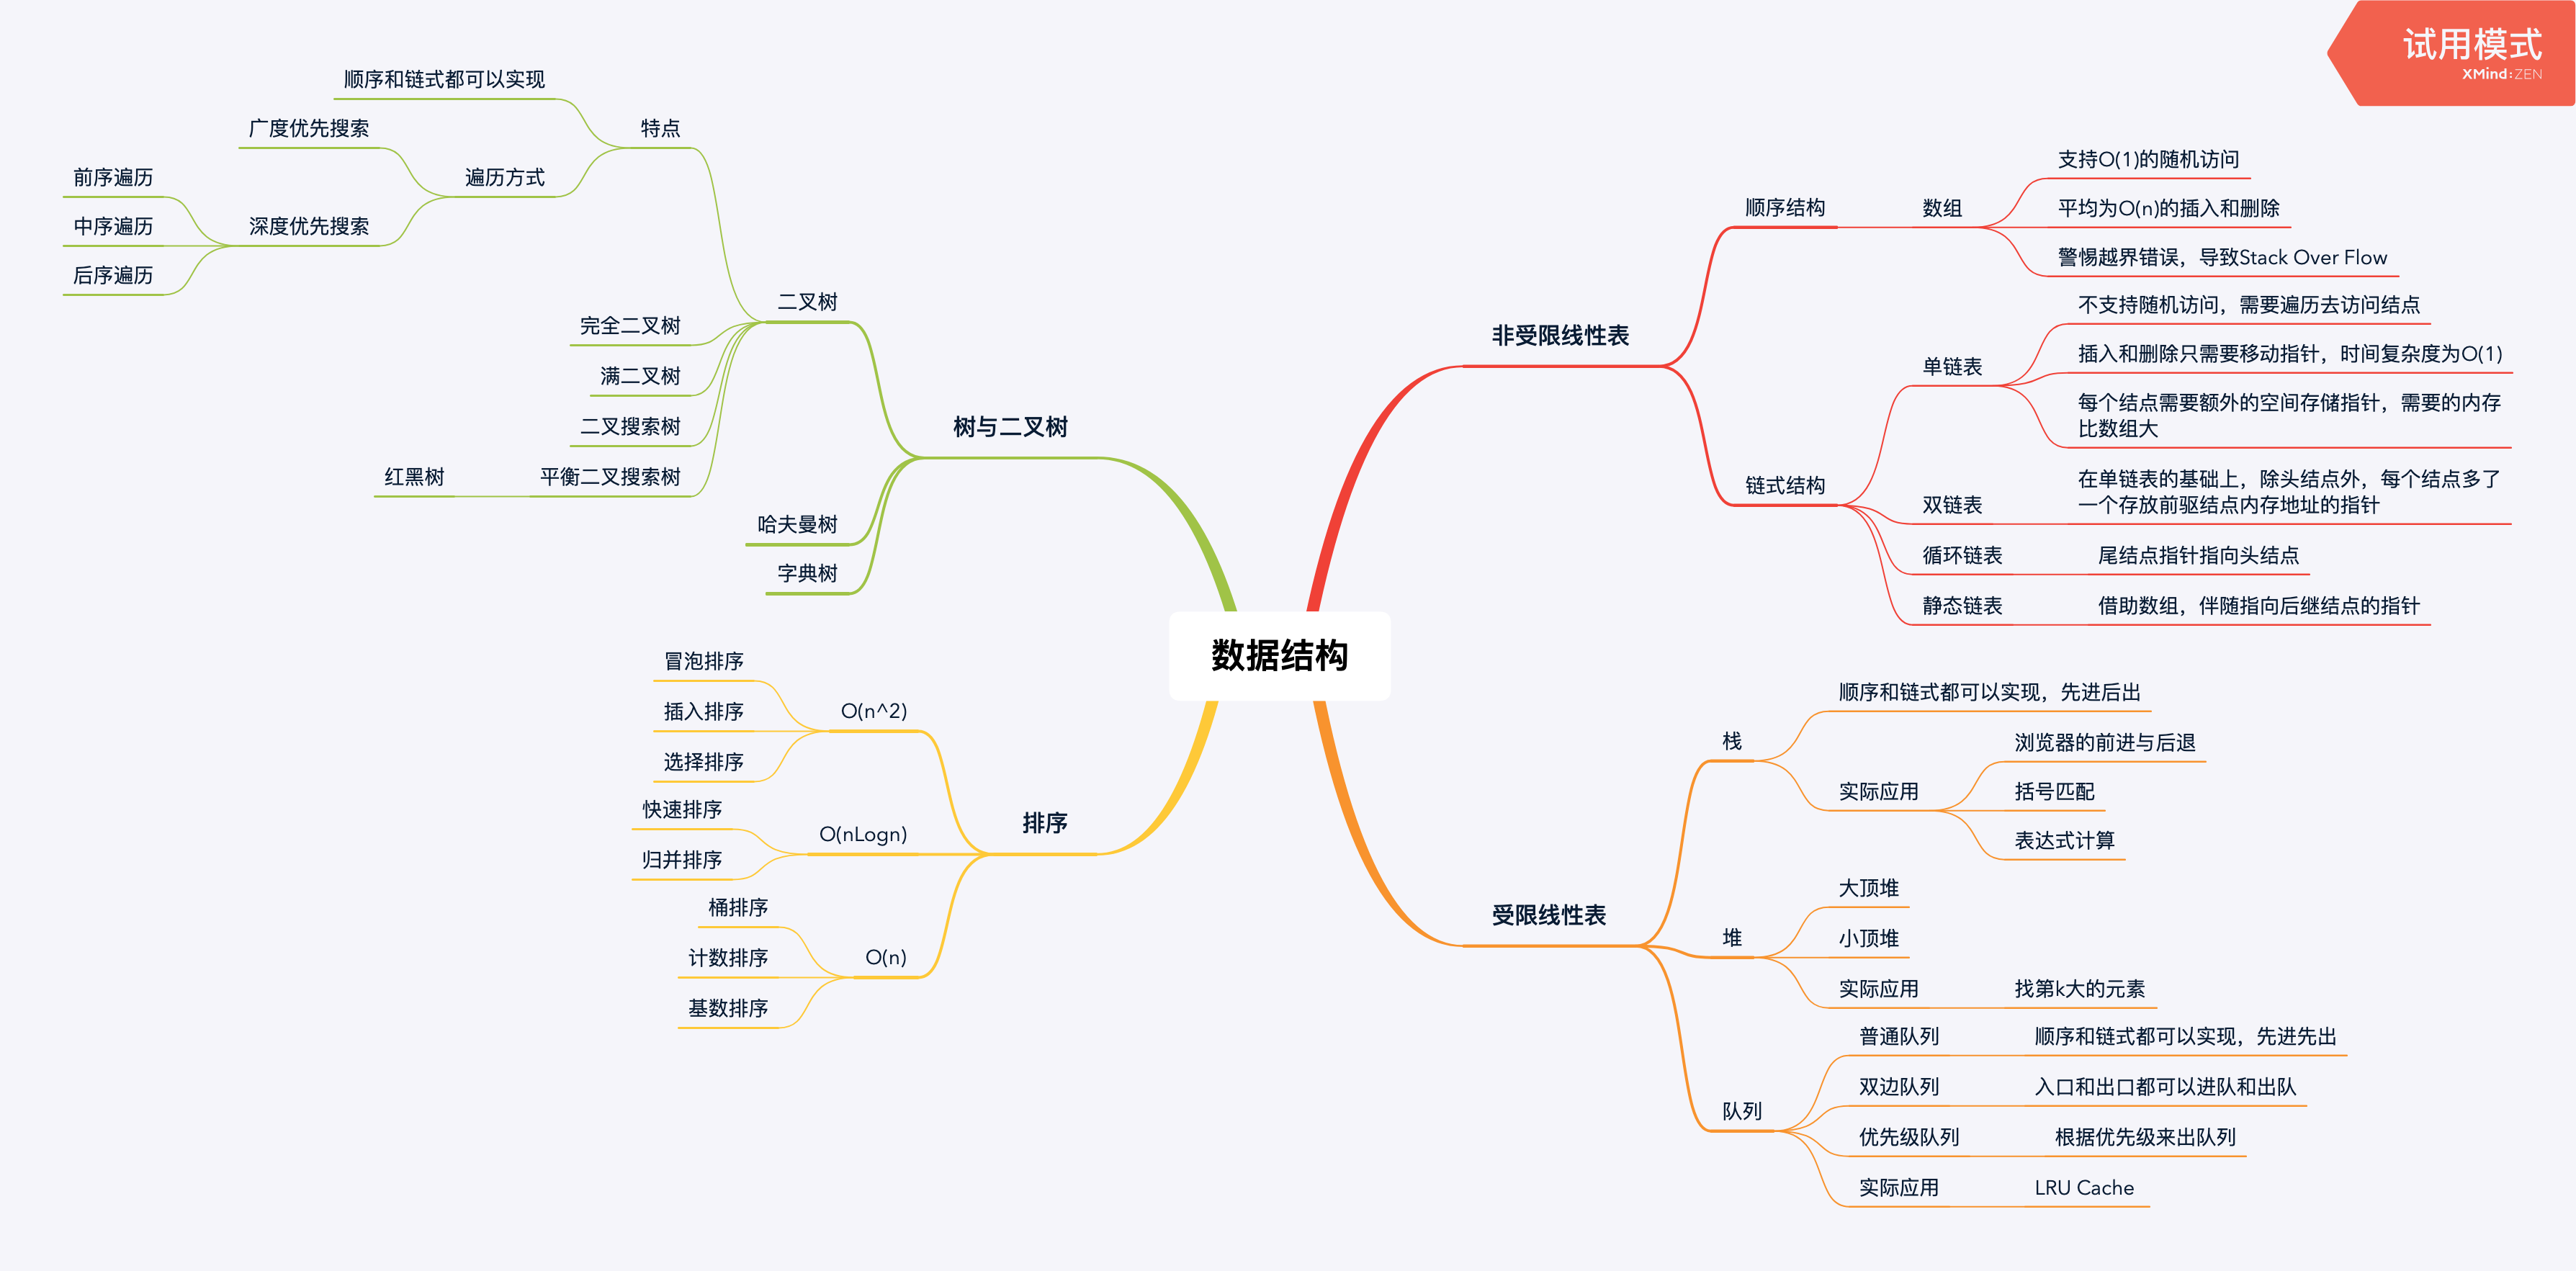 试用模式
XMind:ZEN
数据结构
非受限线性表
顺序结构
数组
支持O(1)的随机访问
平均为O(n)的插入和删除
警惕越界错误，导致Stack Over Flow
链式结构
单链表
不支持随机访问，需要遍历去访问结点
插入和删除只需要移动指针，时间复杂度为O(1)
每个结点需要额外的空间存储指针，需要的内存
比数组大
双链表
在单链表的基础上，除头结点外，每个结点多了
一个存放前驱结点内存地址的指针
循环链表
尾结点指针指向头结点
静态链表
借助数组，伴随指向后继结点的指针
受限线性表
栈
顺序和链式都可以实现，先进后出
实际应用
浏览器的前进与后退
括号匹配
表达式计算
堆
大顶堆
小顶堆
实际应用
找第k大的元素
队列
普通队列
顺序和链式都可以实现，先进先出
双边队列
入口和出口都可以进队和出队
优先级队列
根据优先级来出队列
实际应用
LRU Cache
树与二叉树
二叉树
特点
顺序和链式都可以实现
遍历方式
广度优先搜索
深度优先搜索
前序遍历
中序遍历
后序遍历
完全二叉树
满二叉树
二叉搜索树
平衡二叉搜索树
红黑树
哈夫曼树
字典树
排序
O(n^2)
冒泡排序
插入排序
选择排序
O(nLogn)
快速排序
归并排序
O(n)
桶排序
计数排序
基数排序